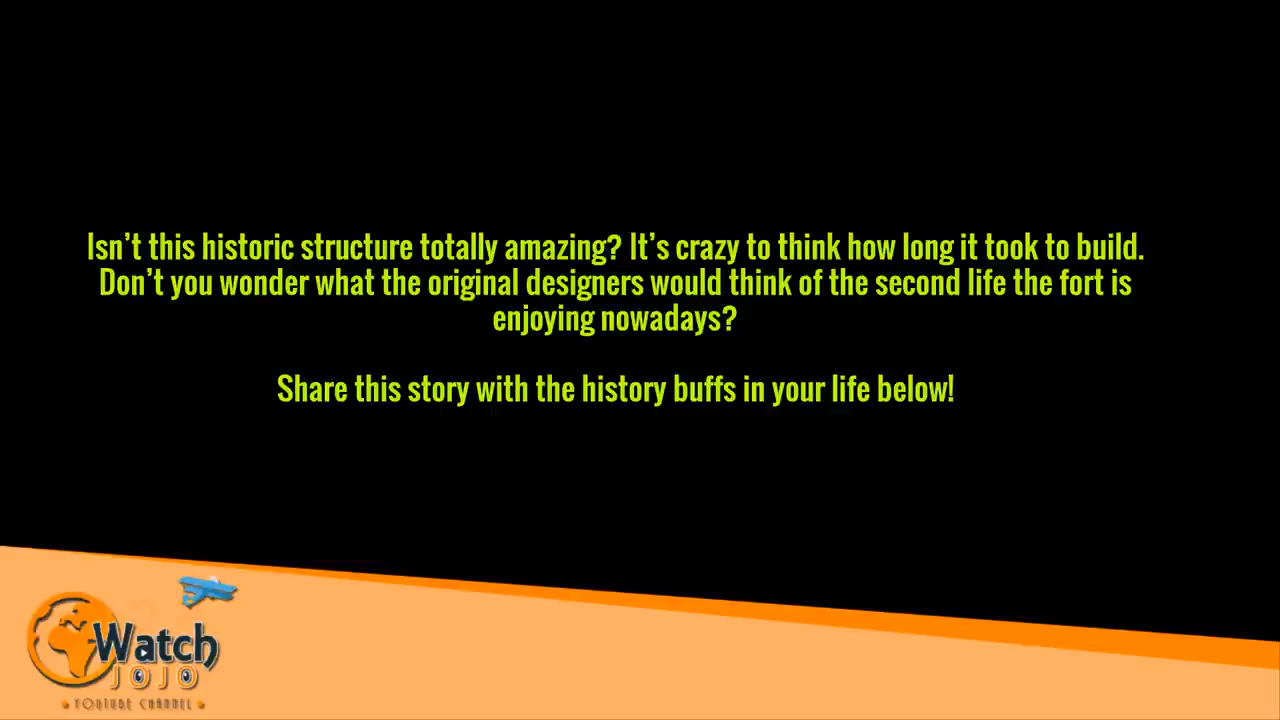 Isn’t this historic structure totally amazing? It’s crazy to think how long it took to build.
Don’t you wonder what the original designers would think of the second life the fort is
enjoying nowadays?
Share this story with the history buffs in your life below!
Watch
JOJO
YOUTUBE CHANNEL